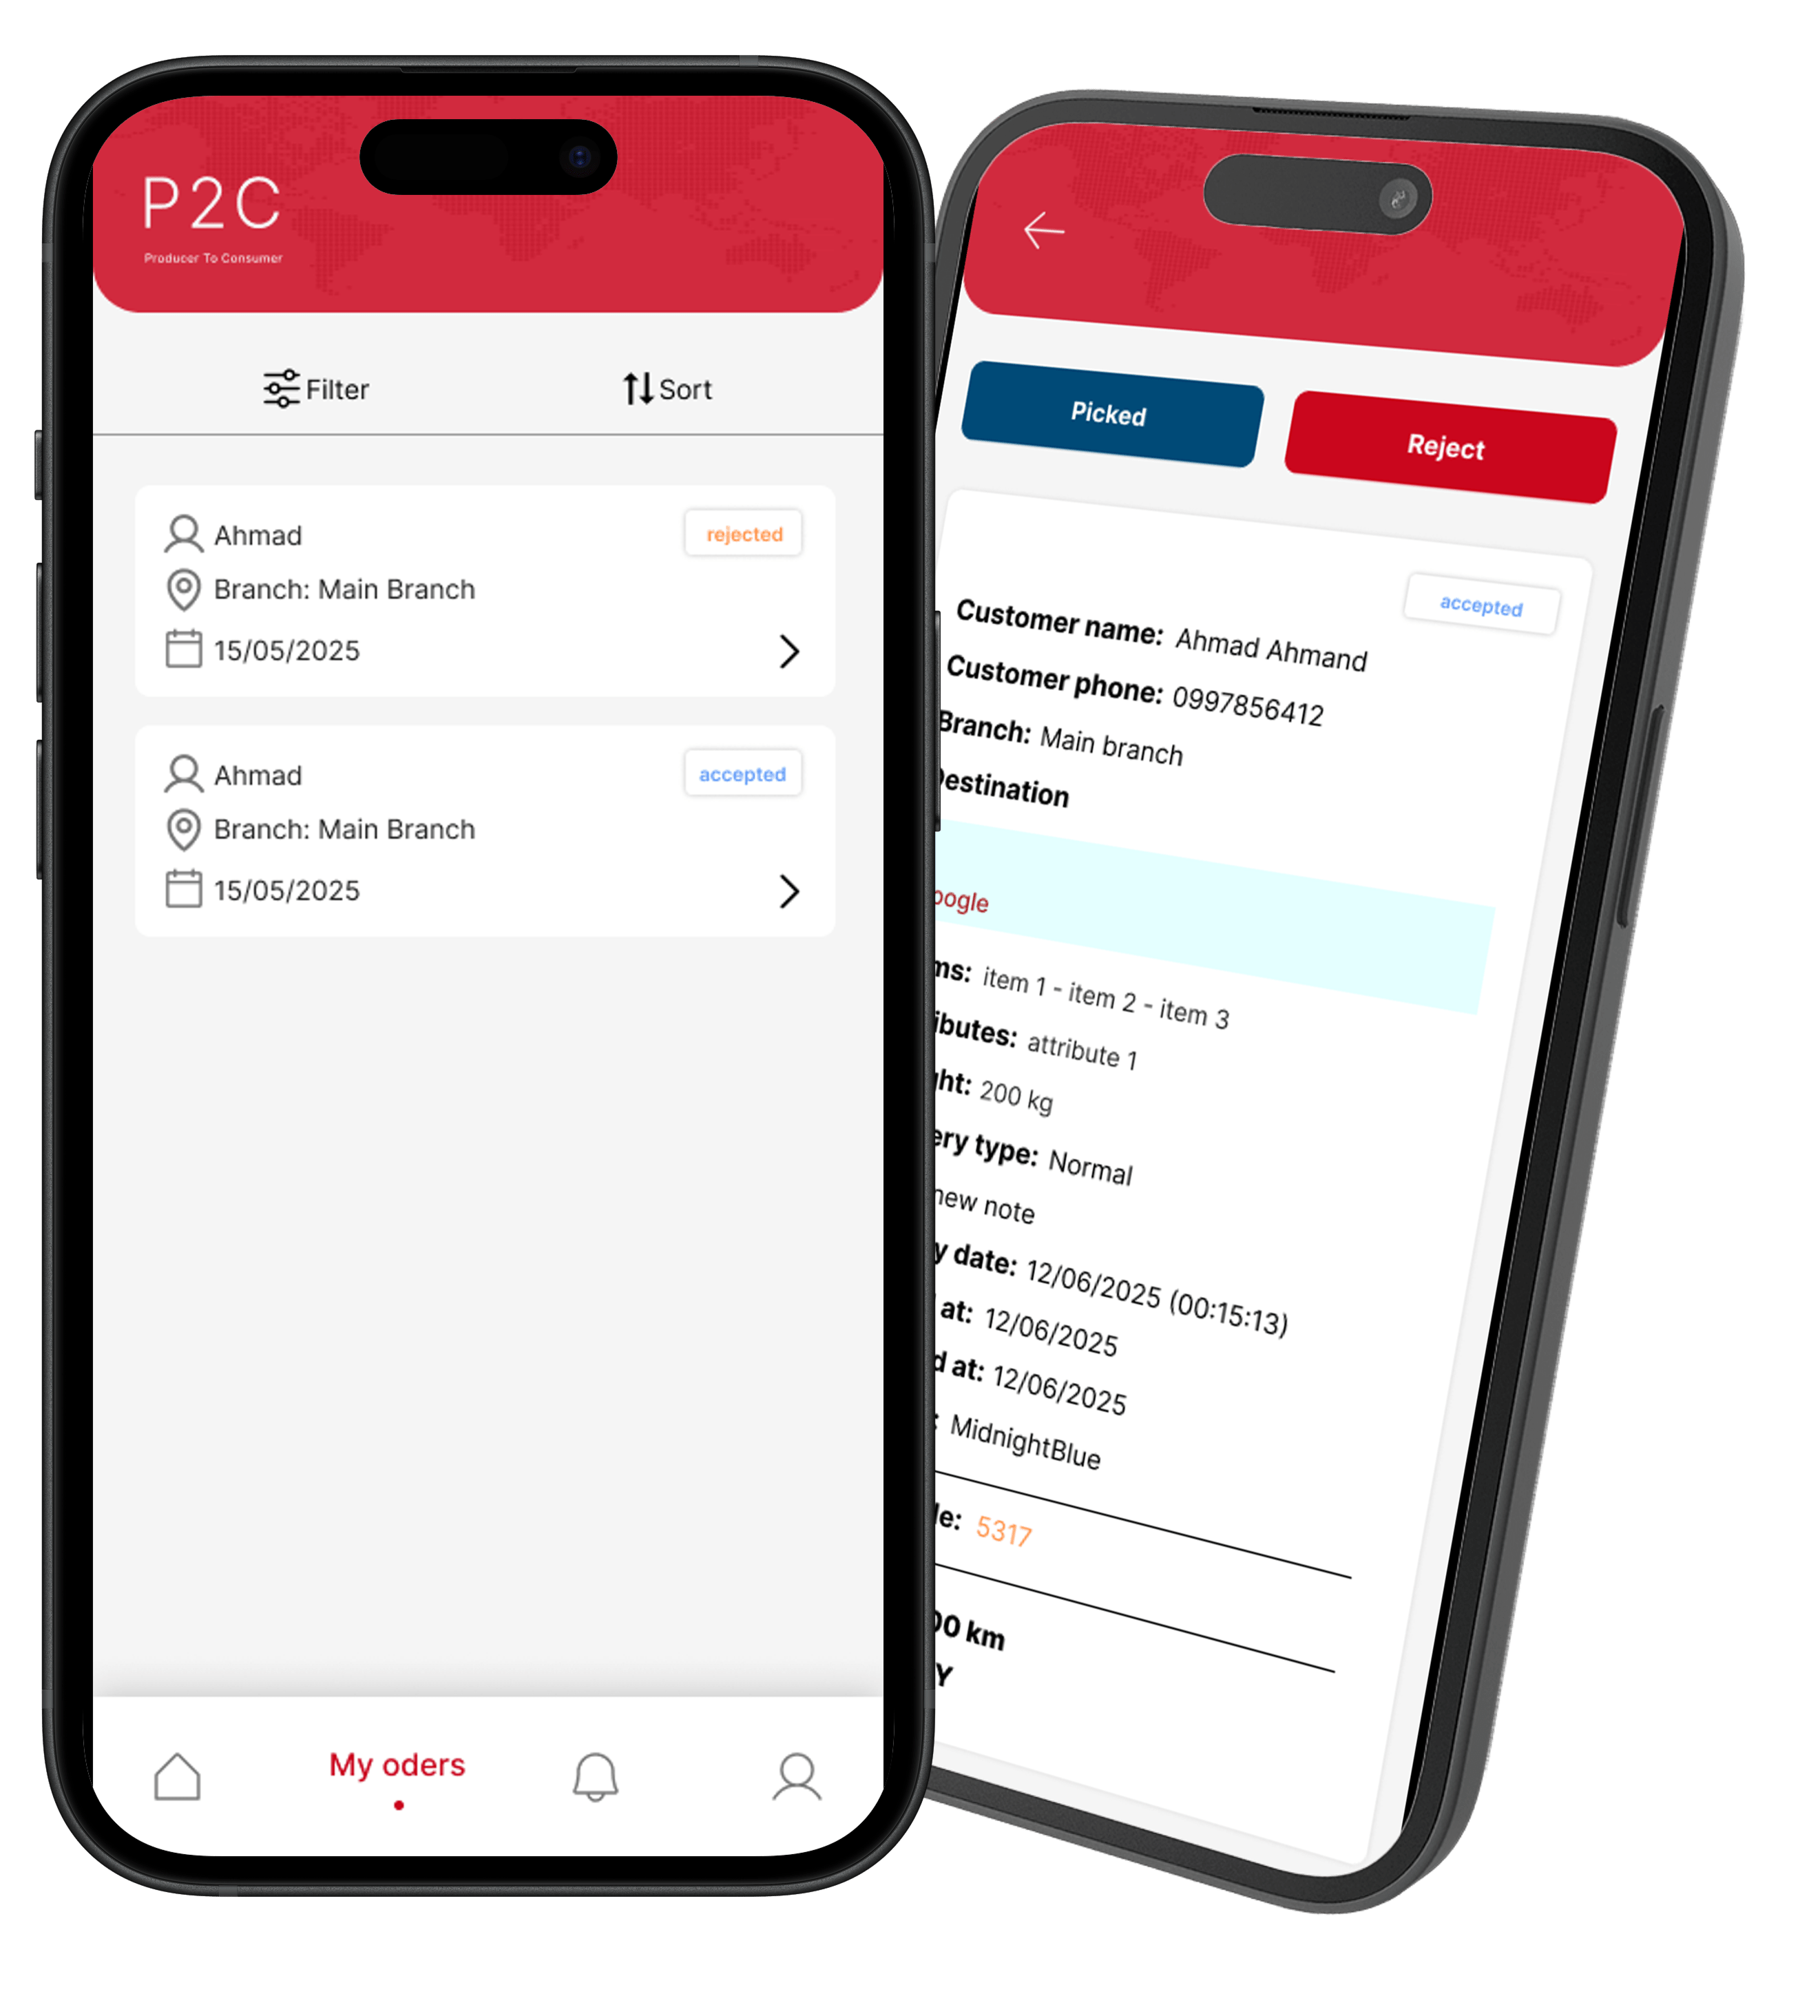 P2C
Producer To Consumer
Filter
Sort
Ahmad
rejected
Branch: Main Branch
15/05/2025
Ahmad
accepted
Branch: Main Branch
15/05/2025
My oders
Picked
Reject
accepted
Customer name: Ahmad Ahmand
Customer phone: 0997856412
Branch: Main branch
estination
oogle
ms: item 1 - item 2 - item 3
ibutes: attribute 1
ht: 200 kg
ery type: Normal
new note
y date: 12/06/2025 (00:15:13)
at: 12/06/2025
d at: 12/06/2025
: MidnightBlue
le: 5317
00 km
Y